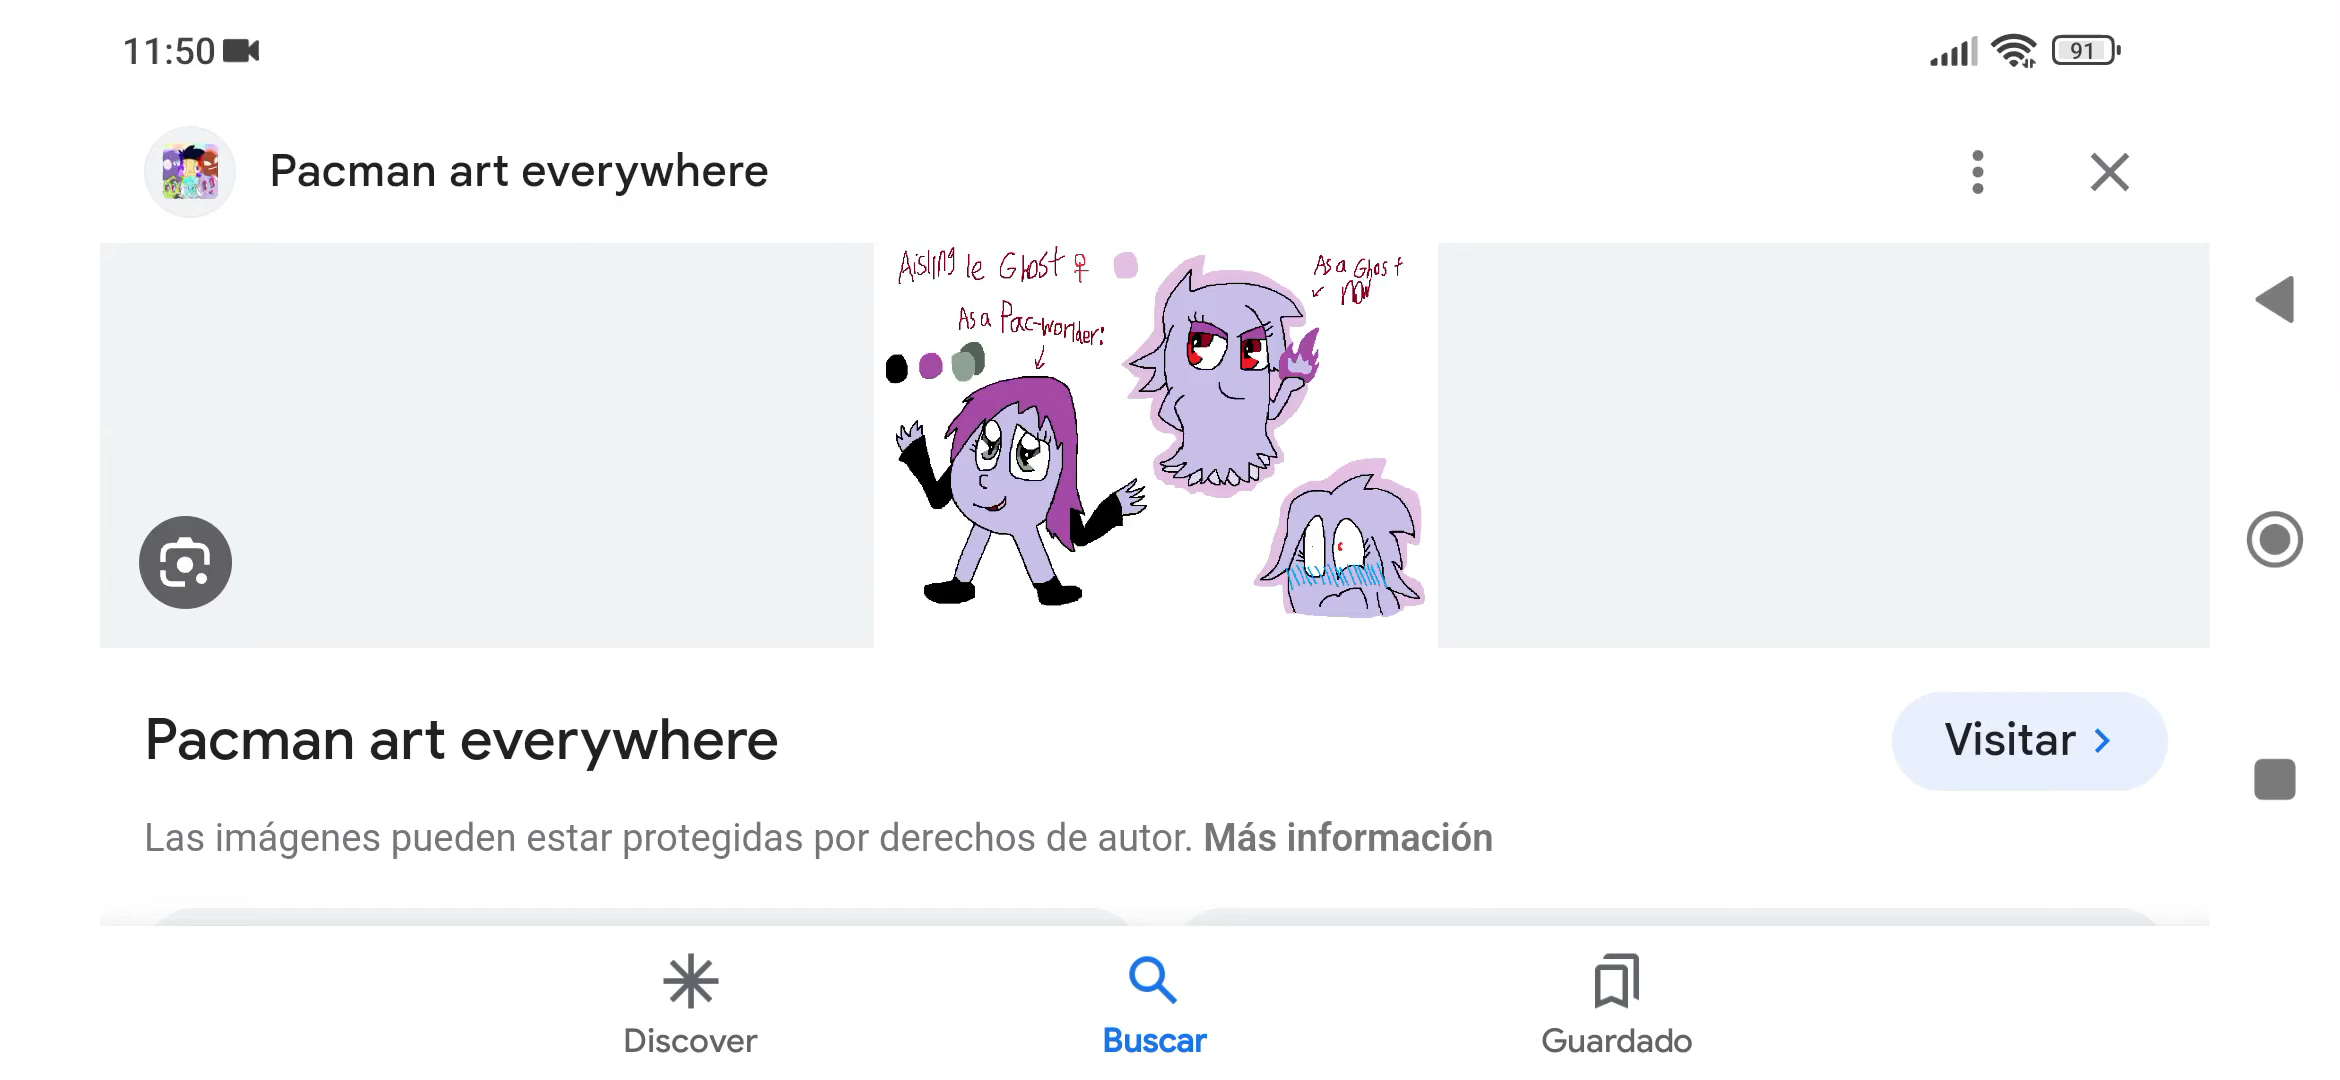 11:50
91
Pacman art everywhere
Aisling le Ghost ♀
As a Ghost
now
As a Pac-worlder:
Pacman art everywhere
Visitar
Las imágenes pueden estar protegidas por derechos de autor. Más información
Discover
Buscar
Guardado